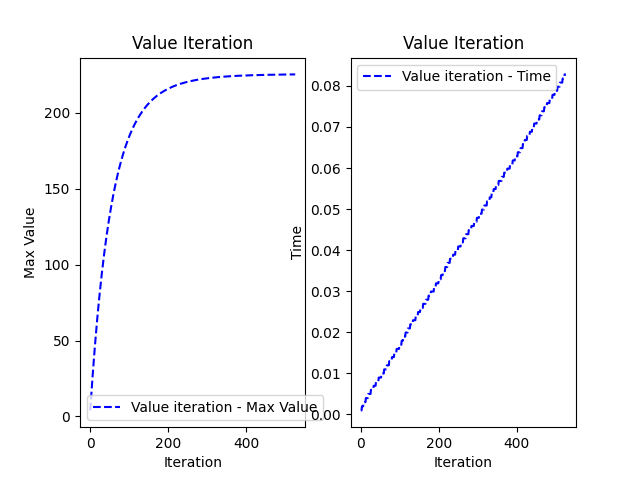 Value Iteration
Max Value
200
150
100
50
0
Value iteration - Max Value
0
200
400
Iteration
Value Iteration
Time
0.08
0.07
0.06
0.05
0.04
0.03
0.02
0.01
0.00
Value iteration - Time
0
200
400
Iteration